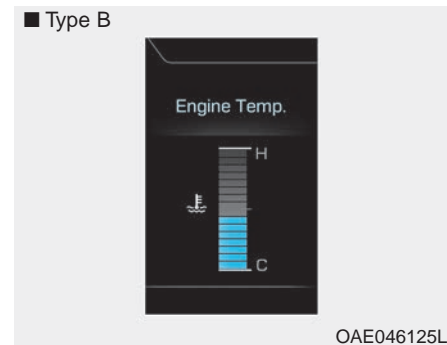 ■ Type B
Engine Temp.
H
C
OAE046125L